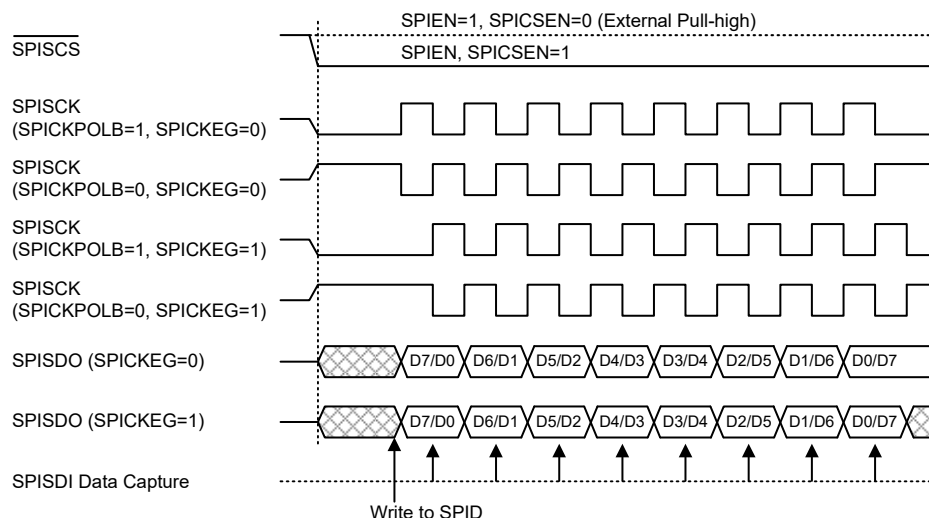 SPIEN=1, SPICSEN=0 (External Pull-high)
SPISCS
SPIEN, SPICSEN=1
SPISCK
(SPICKPOLB=1, SPICKEG=0)
SPISCK
(SPICKPOLB=0, SPICKEG=0)
SPISCK
(SPICKPOLB=1, SPICKEG=1)
SPISCK
(SPICKPOLB=0, SPICKEG=1)
SPISDO (SPICKEG=0) D7/D0 D6/D1 D5/D2 D4/D3 D3/D4 D2/D5 D1/D6 D0/D7
SPISDO (SPICKEG=1) D7/D0 D6/D1 D5/D2 D4/D3 D3/D4 D2/D5 D1/D6 D0/D7
SPISDI Data Capture
Write to SPID